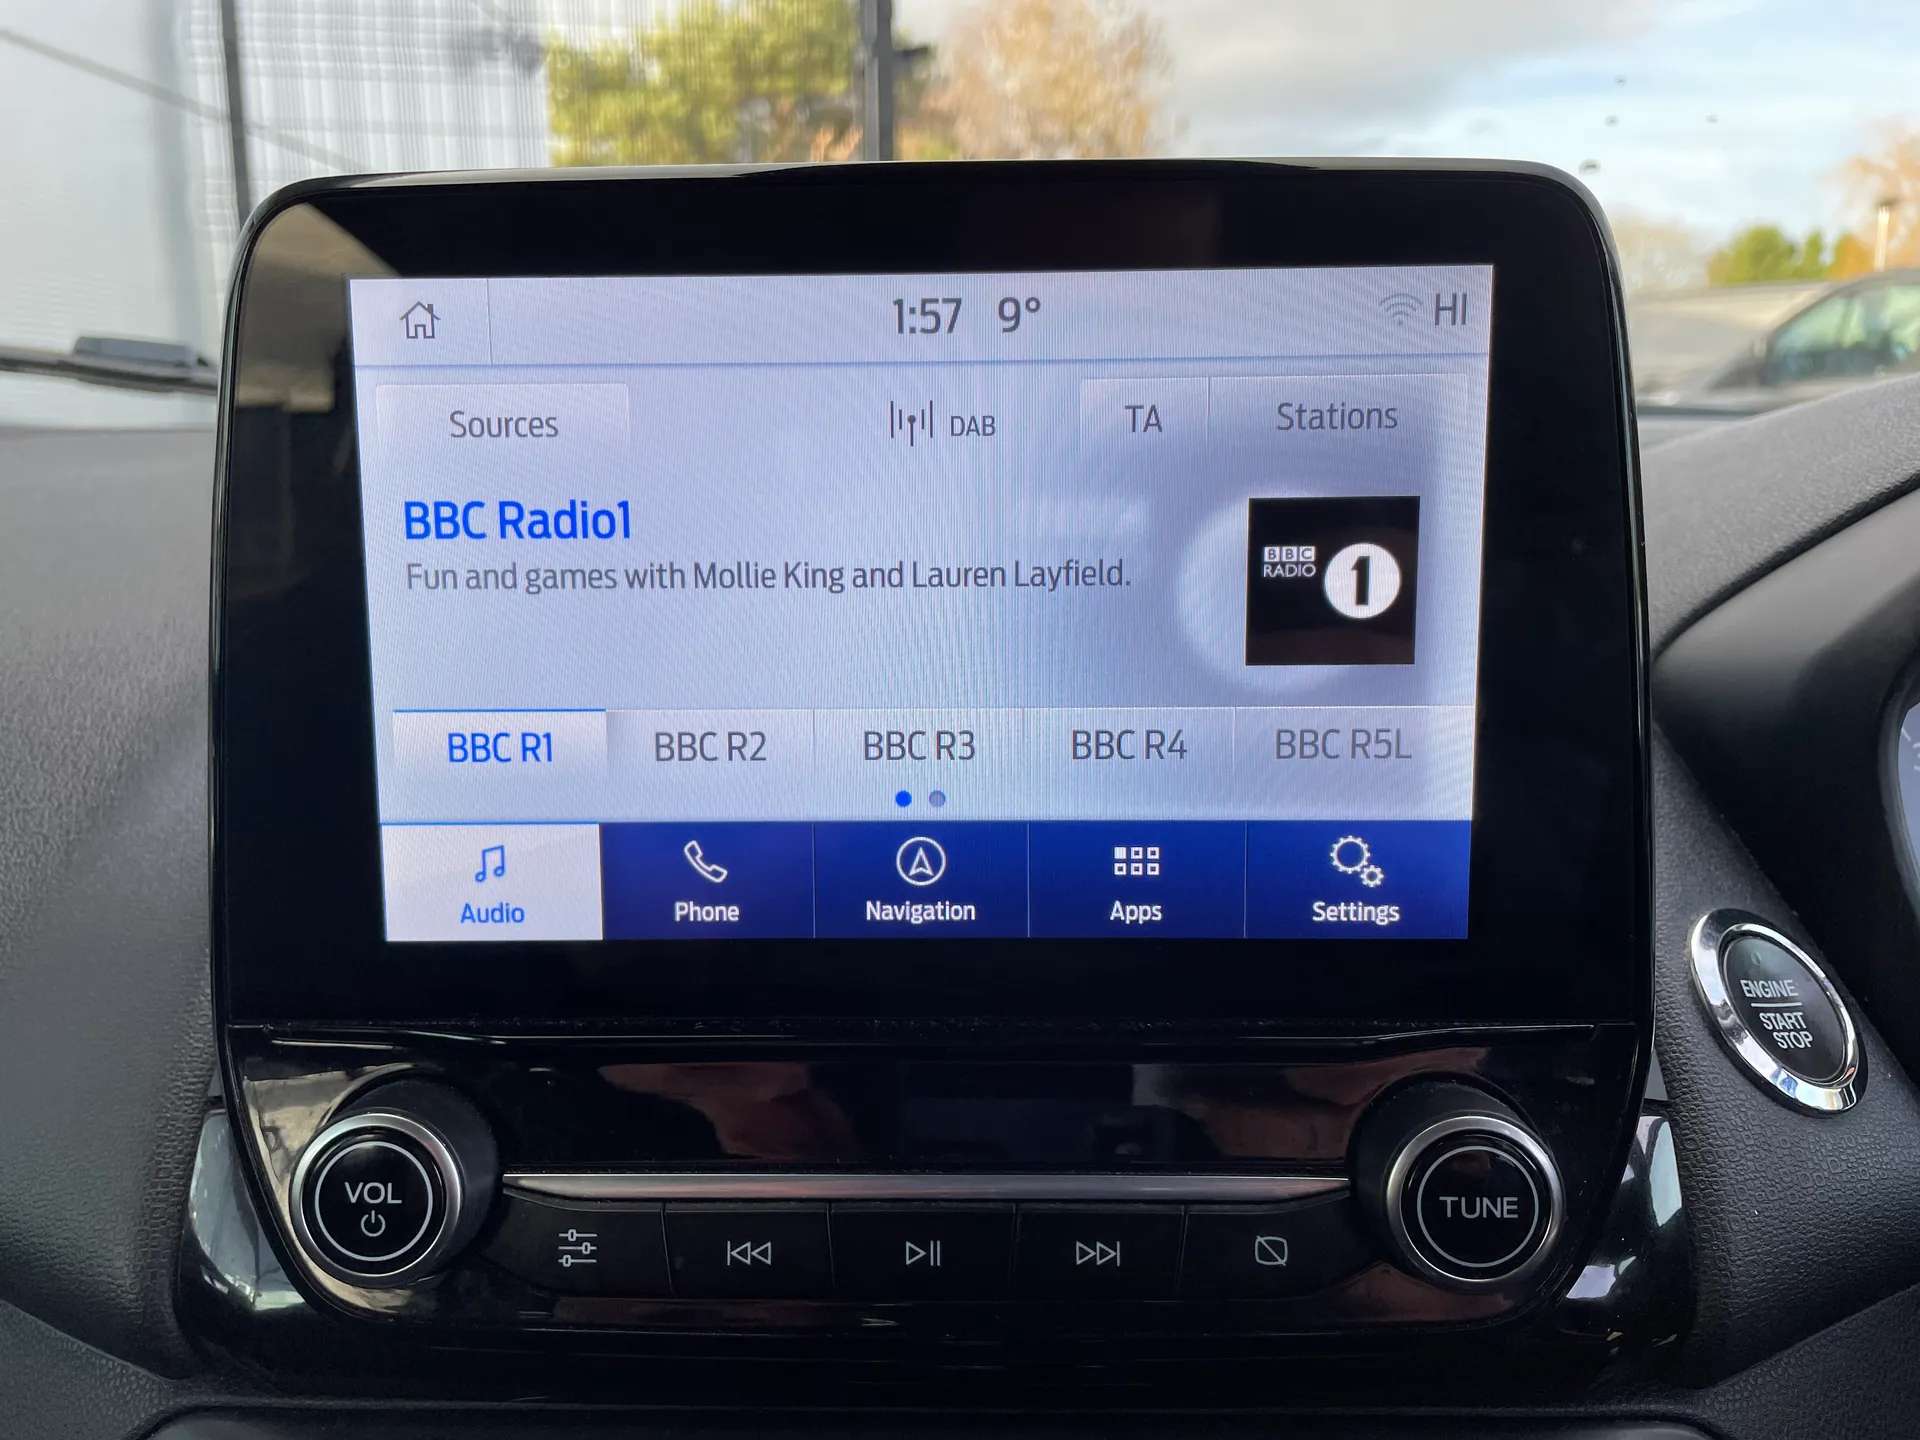 1:57 9° HI
Sources DAB TA Stations
BBC Radio1
Fun and games with Mollie King and Lauren Layfield.
BBC
RADIO 1
BBC R1 BBC R2 BBC R3 BBC R4 BBC R5L
Audio Phone Navigation Apps Settings
ENGINE
START
STOP
VOL
TUNE